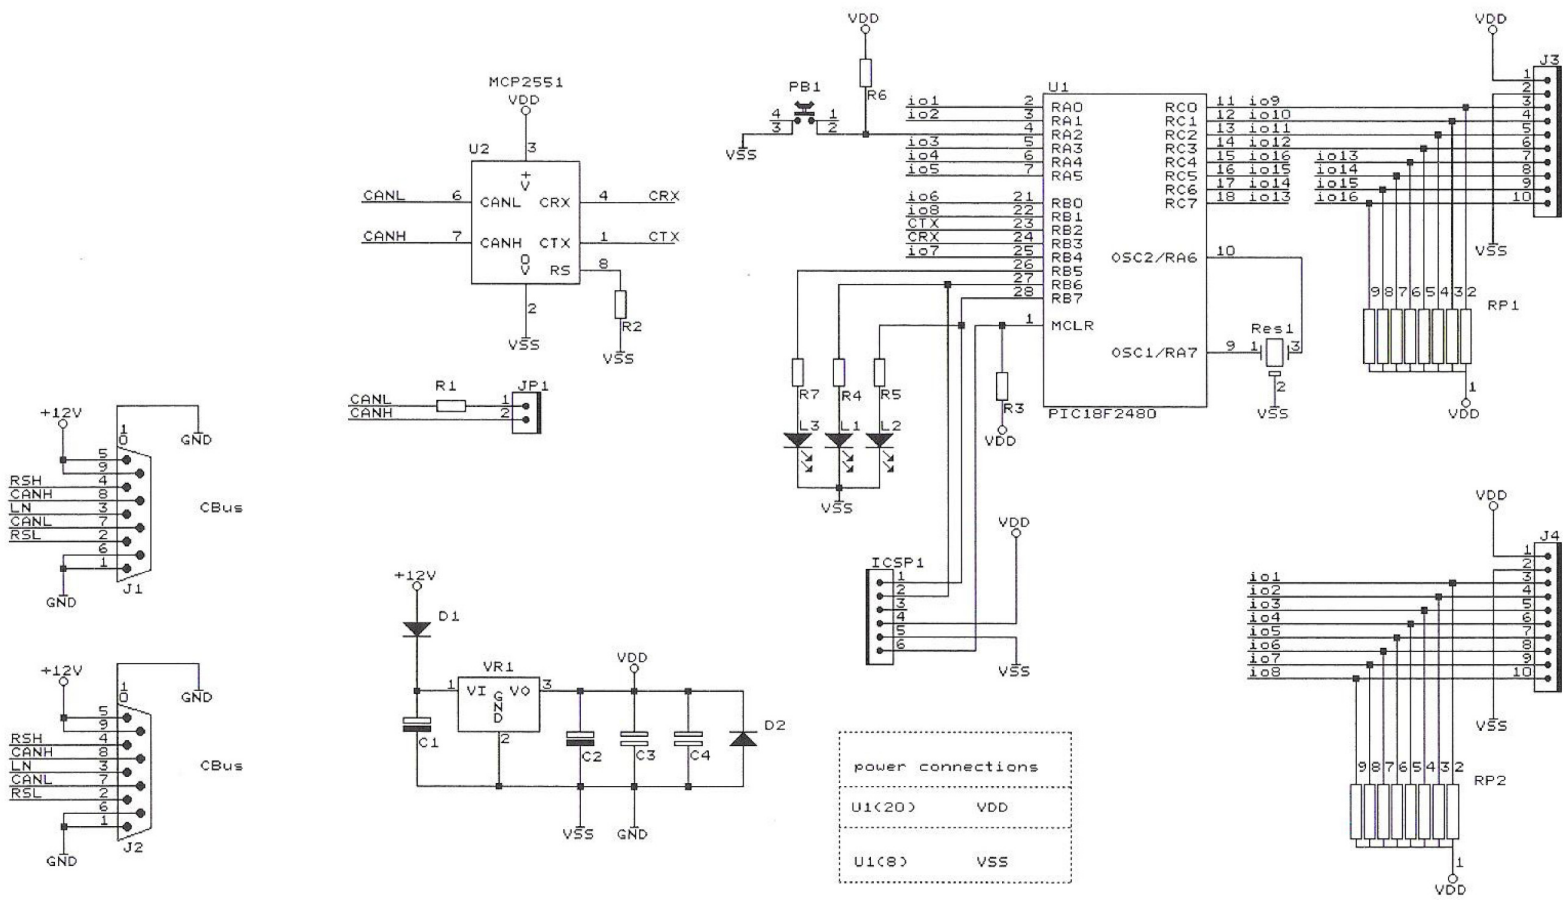 MCP2551
VDD
U2
3
+
V
CANL 6 CANL CRX 4 CRX
CANH 7 CANH CTX 1 CTX
0
V
RS 8
2
R2
VSS
VSS
CANL R1 1 JP1
CANH 2
+12V
1
0
GND
5
9
RSH 4
CANH 8
LN 3
CANL 7
RSL 2
6
1
CBus
J1
GND
+12V
1
0
GND
5
9
RSH 4
CANH 8
LN 3
CANL 7
RSL 2
6
1
CBus
J2
GND
+12V
D1
VR1
1 VI GND VO 3
2
VDD
C1
C2
C3
C4
D2
VSS
GND
VDD
R6
PB1
4 1
3 2
VSS
U1
io1 2 RA0
io2 3 RA1
4 RA2
io3 5 RA3
io4 6 RA4
io5 7 RA5
io6 21 RB0
io8 22 RB1
CTX 23 RB2
CRX 24 RB3
io7 25 RB4
26 RB5
27 RB6
28 RB7
1 MCLR
RC0 11 io9
RC1 12 io10
RC2 13 io11
RC3 14 io12
RC4 15 io16
RC5 16 io15
RC6 17 io14
RC7 18 io13
OSC2/RA6 10
OSC1/RA7 9
PIC18F2480
Res1
1 3
2
VSS
R7
R4
R5
R3
VDD
L3
L1
L2
VSS
VDD
ICSP1
1
2
3
4
5
6
VSS
VDD
J3
1
2
3
4
5
6
io13 7
io14 8
io15 9
io16 10
VSS
9 8 7 6 5 4 3 2
RP1
1
VDD
VDD
J4
1
2
io1 3
io2 4
io3 5
io4 6
io5 7
io6 8
io7 9
io8 10
VSS
9 8 7 6 5 4 3 2
RP2
1
VDD
power connections
U1(20) VDD
U1(8) VSS